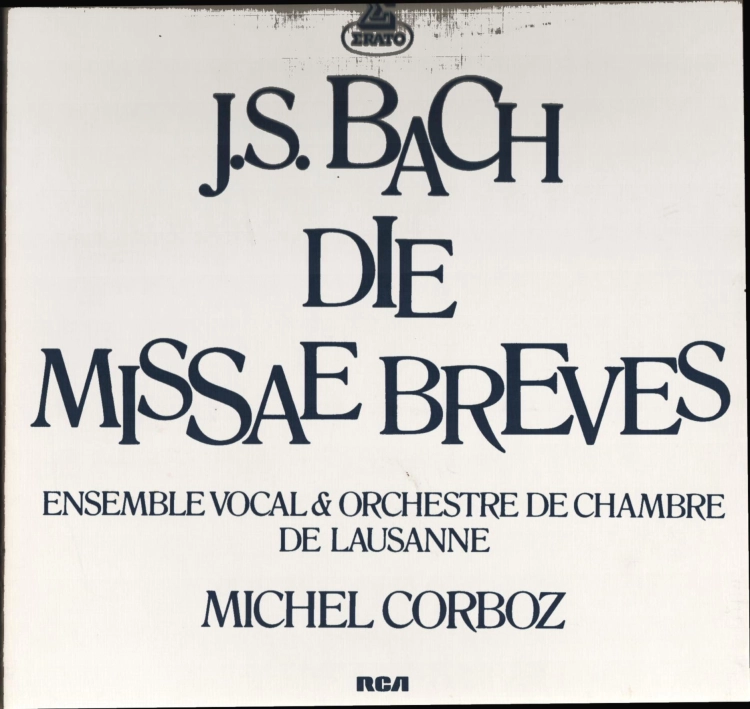 ERATO
J.S. BACH
DIE
MISSAE BREVES
ENSEMBLE VOCAL & ORCHESTRE DE CHAMBRE
DE LAUSANNE
MICHEL CORBOZ
RCA